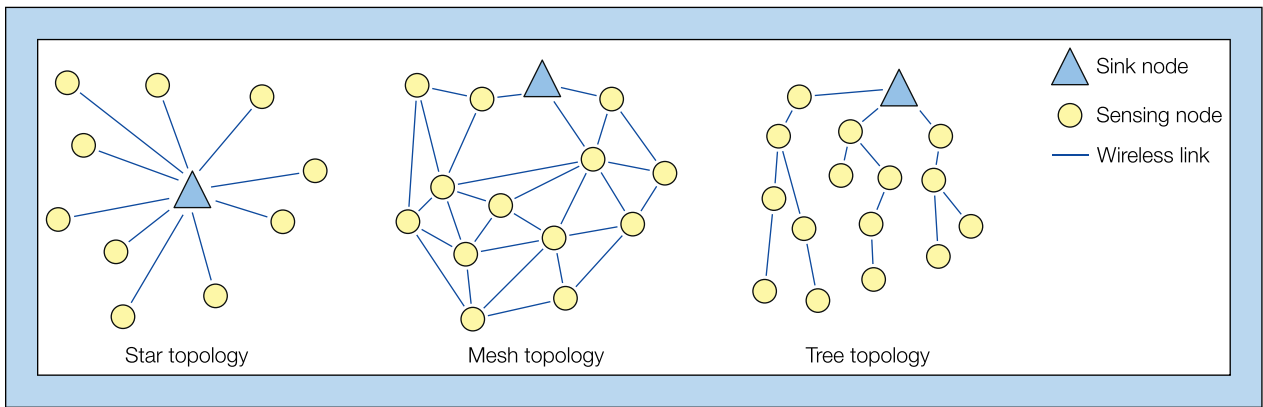 Sink node
Sensing node
Wireless link
Star topology
Mesh topology
Tree topology